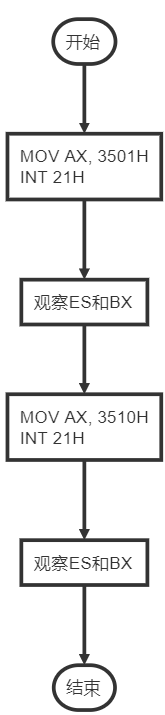 开始
MOV AX, 3501H
INT 21H
观察ES和BX
MOV AX, 3510H
INT 21H
观察ES和BX
结束